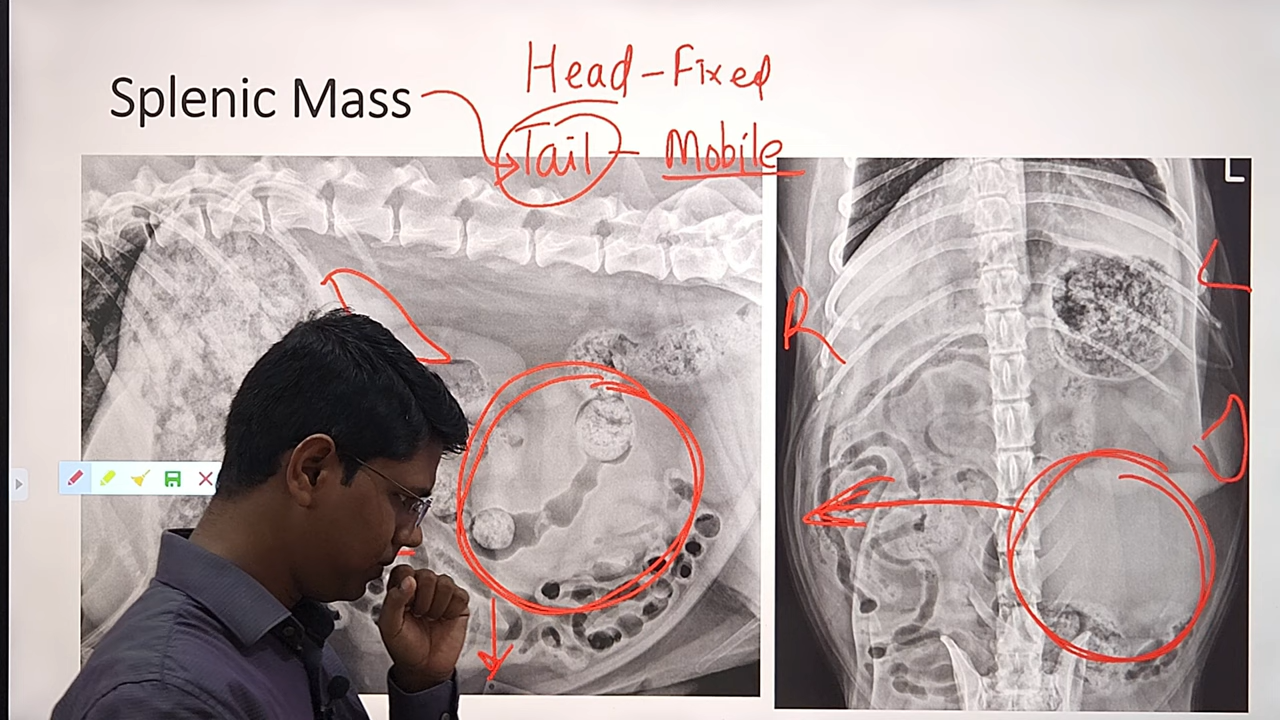 Head - Fixed
Splenic Mass
Tail - Mobile
L
R
L